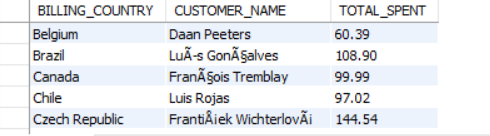 BILLING_COUNTRY CUSTOMER_NAME TOTAL_SPENT
Belgium Daan Peeters 60.39
Brazil LuÃ-s GonÃ§alves 108.90
Canada FranÃ§ois Tremblay 99.99
Chile Luis Rojas 97.02
Czech Republic FrantiÅ¡ek WichterlovÃ¡ 144.54